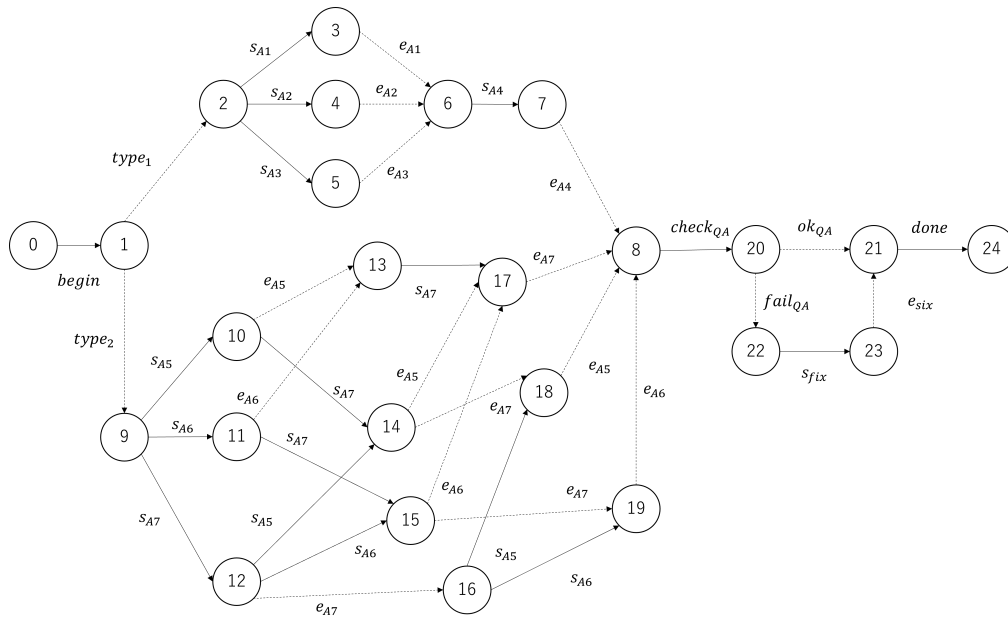 3
s_A1
e_A1
2
s_A2
4
e_A2
6
s_A4
7
type_1
s_A3
5
e_A3
e_A4
0
begin
1
8
check_QA
20
ok_QA
21
done
24
13
s_A7
17
e_A7
e_A5
type_2
10
fail_QA
e_six
22
s_fix
23
s_A5
e_A6
s_A7
e_A5
e_A7
18
e_A5
e_A6
9
s_A6
11
s_A7
14
s_A7
s_A5
s_A6
15
e_A6
e_A7
19
12
e_A7
16
s_A5
s_A6